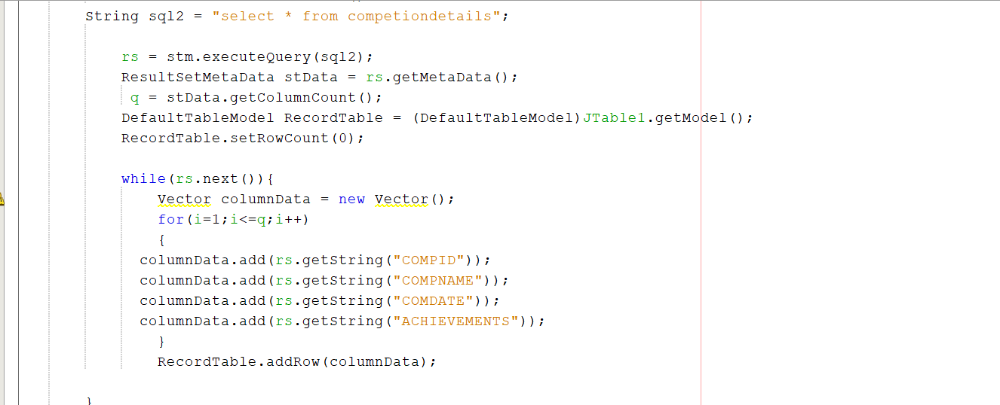 String sql2 = "select * from competiondetails";
rs = stm.executeQuery(sql2);
ResultSetMetaData stData = rs.getMetaData();
q = stData.getColumnCount();
DefaultTableModel RecordTable = (DefaultTableModel)JTable1.getModel();
RecordTable.setRowCount(0);
while(rs.next()){
Vector columnData = new Vector();
for(i=1;i<=q;i++)
{
columnData.add(rs.getString("COMPID"));
columnData.add(rs.getString("COMPNAME"));
columnData.add(rs.getString("COMDATE"));
columnData.add(rs.getString("ACHIEVEMENTS"));
}
RecordTable.addRow(columnData);
}